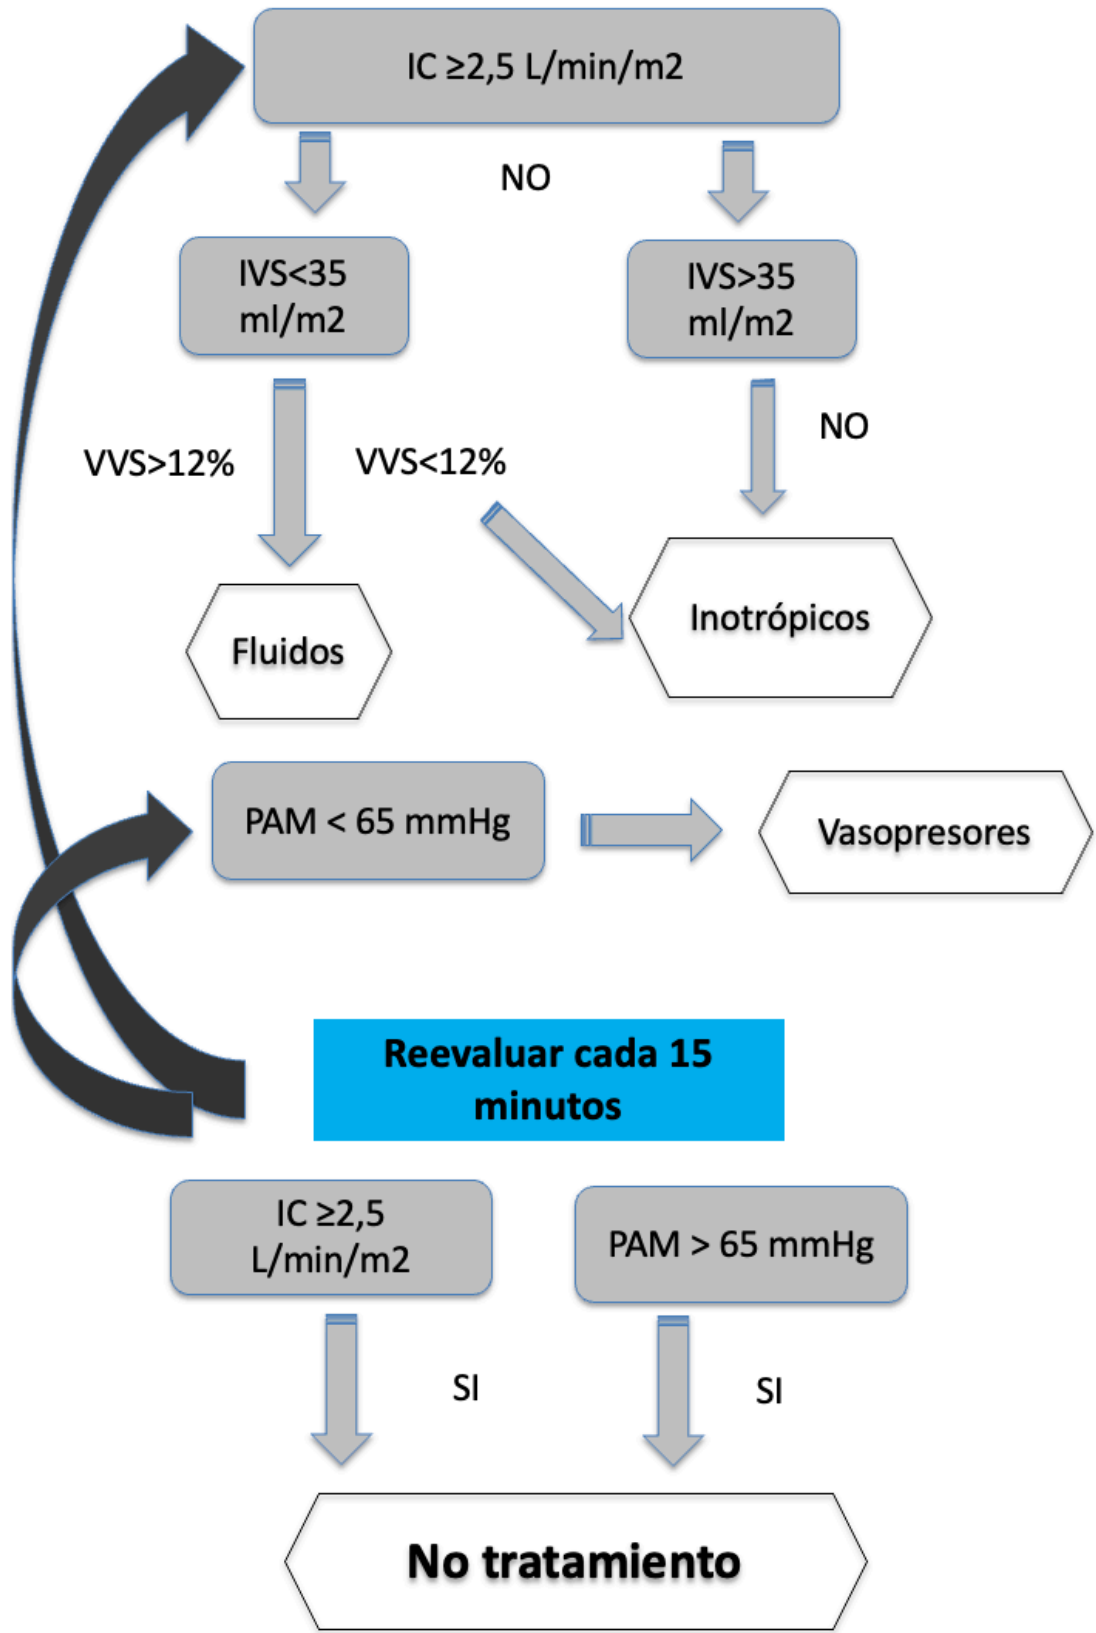 IC ≥2,5 L/min/m2
NO
IVS<35
ml/m2
IVS>35
ml/m2
NO
VVS>12%
VVS<12%
Fluidos
Inotrópicos
PAM < 65 mmHg
Vasopresores
Reevaluar cada 15
minutos
IC ≥2,5
L/min/m2
PAM > 65 mmHg
SI
SI
No tratamiento